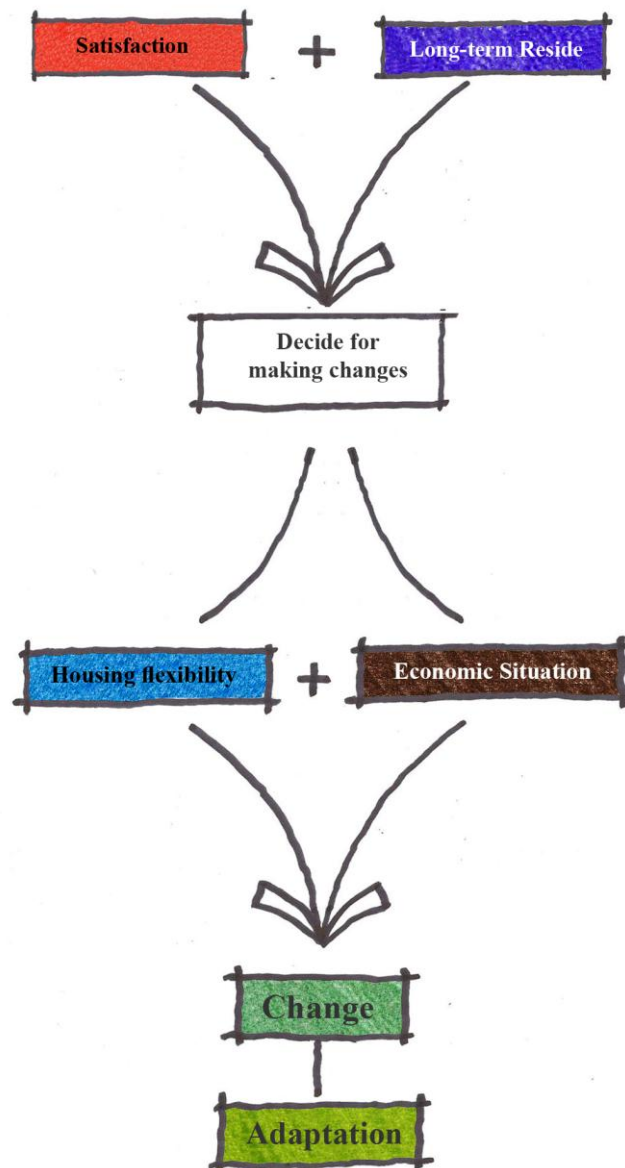 Satisfaction + Long-term Reside
Decide for
making changes
Housing flexibility + Economic Situation
Change
Adaptation